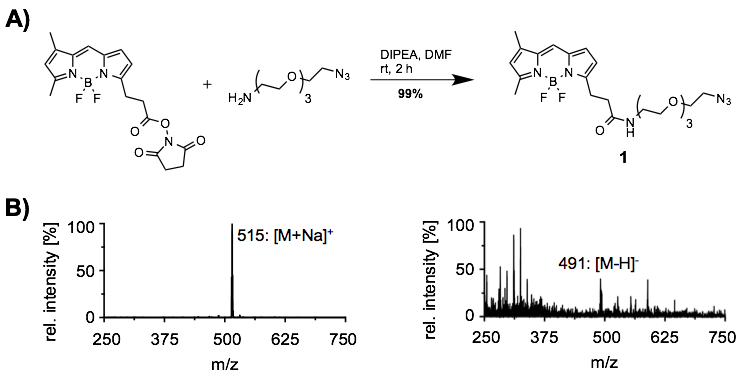 A)
N
N
B
F
F
O
O
N
O
O
+
H2N
O
3
N3
DIPEA, DMF
rt, 2 h
99%
N
N
B
F
F
O
N
H
O
3
N3
1
B)
rel. intensity [%]
100
50
0
515: [M+Na]+
250 375 500 625 750
m/z
rel. intensity [%]
100
50
0
491: [M-H]-
250 375 500 625 750
m/z